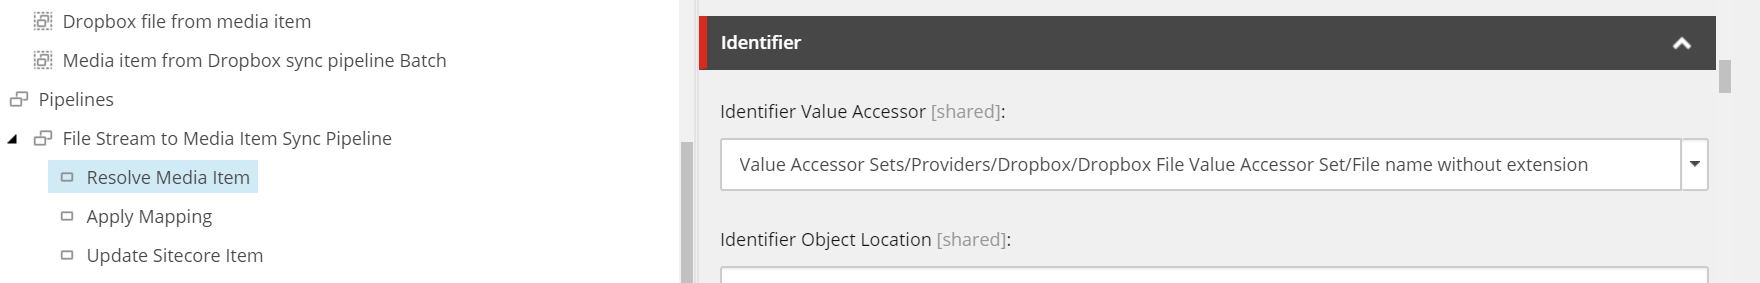 Dropbox file from media item
Media item from Dropbox sync pipeline Batch
Pipelines
File Stream to Media Item Sync Pipeline
Resolve Media Item
Apply Mapping
Update Sitecore Item
Identifier
Identifier Value Accessor [shared]:
Value Accessor Sets/Providers/Dropbox/Dropbox File Value Accessor Set/File name without extension
Identifier Object Location [shared]: